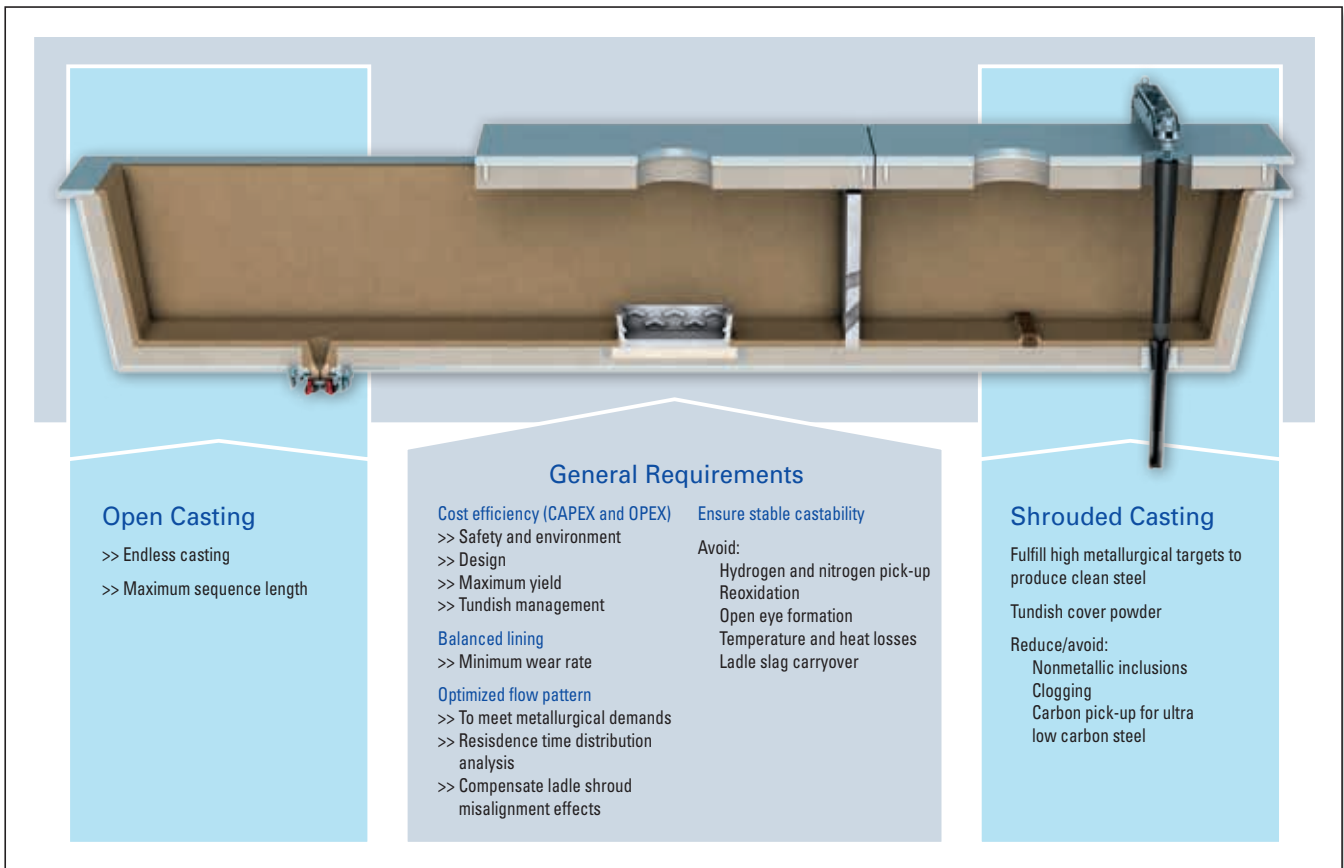 Open Casting
>> Endless casting
>> Maximum sequence length
General Requirements
Cost efficiency (CAPEX and OPEX)
>> Safety and environment
>> Design
>> Maximum yield
>> Tundish management
Balanced lining
>> Minimum wear rate
Optimized flow pattern
>> To meet metallurgical demands
>> Resisdence time distribution
analysis
>> Compensate ladle shroud
misalignment effects
Ensure stable castability
Avoid:
Hydrogen and nitrogen pick-up
Reoxidation
Open eye formation
Temperature and heat losses
Ladle slag carryover
Shrouded Casting
Fulfill high metallurgical targets to
produce clean steel
Tundish cover powder
Reduce/avoid:
Nonmetallic inclusions
Clogging
Carbon pick-up for ultra
low carbon steel